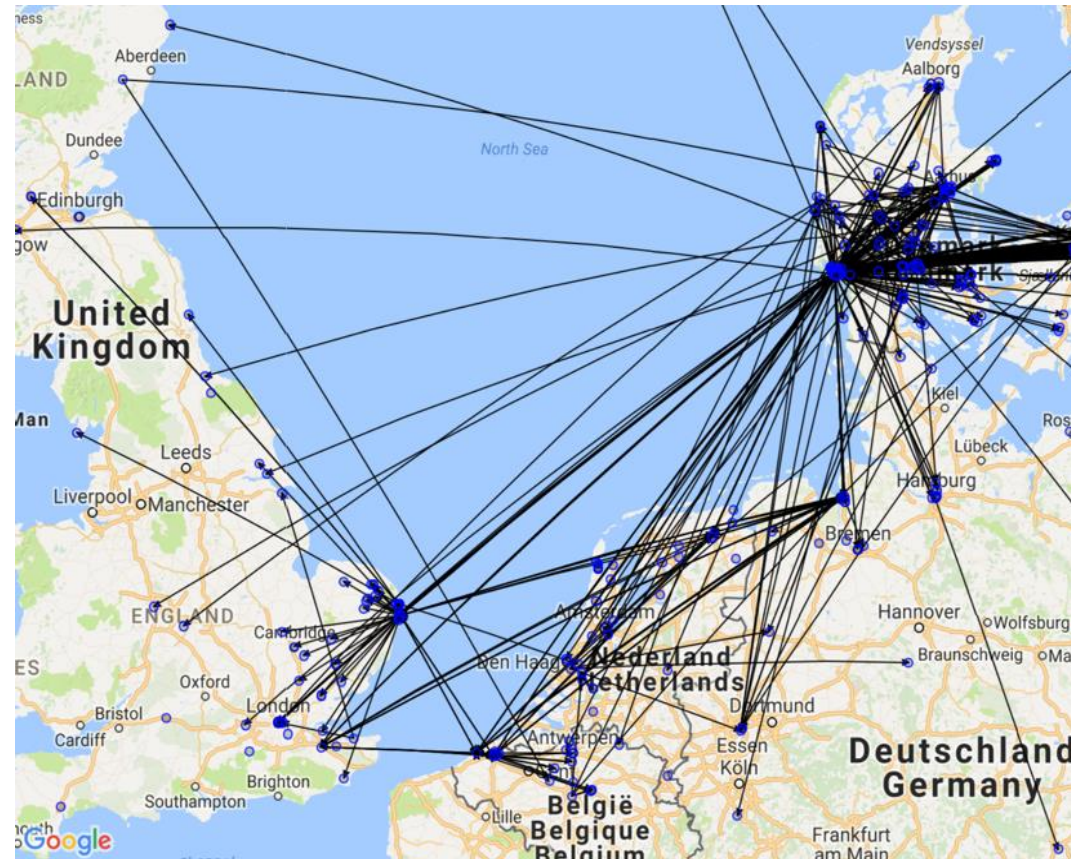 ness
Aberdeen
LAND
Dundee
North Sea
Edinburgh
gow
Vendsyssel
Aalborg
Aarhus
United
Kingdom
Man
Leeds
Liverpool
Manchester
Kiel
Ros
Lübeck
Hamburg
Bremen
ENGLAND
Cambridge
ES
Oxford
London
Bristol
Cardiff
Brighton
Southampton
Amsterdam
Den Haag
Nederland
Netherlands
Hannover
Wolfsburg
Braunschweig
Ma
Dortmund
Essen
Antwerpen
Köln
Deutschland
Germany
Lille
België
Belgique
Belgium
Frankfurt
am Main
Google